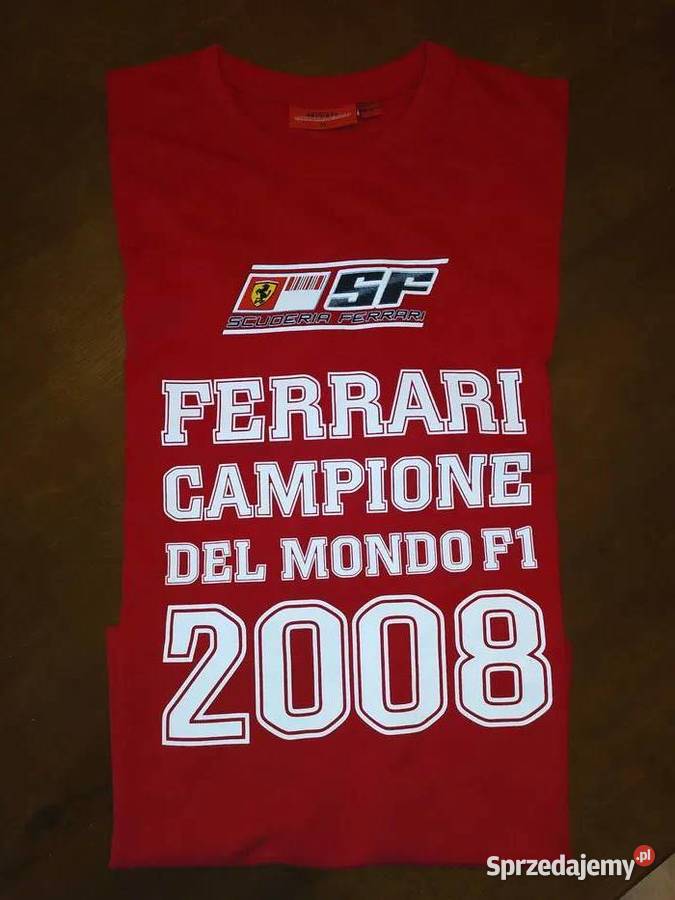 SF
SCUDERIA FERRARI
FERRARI
CAMPIONE
DEL MONDO F1
2008
Sprzedajemy.pl